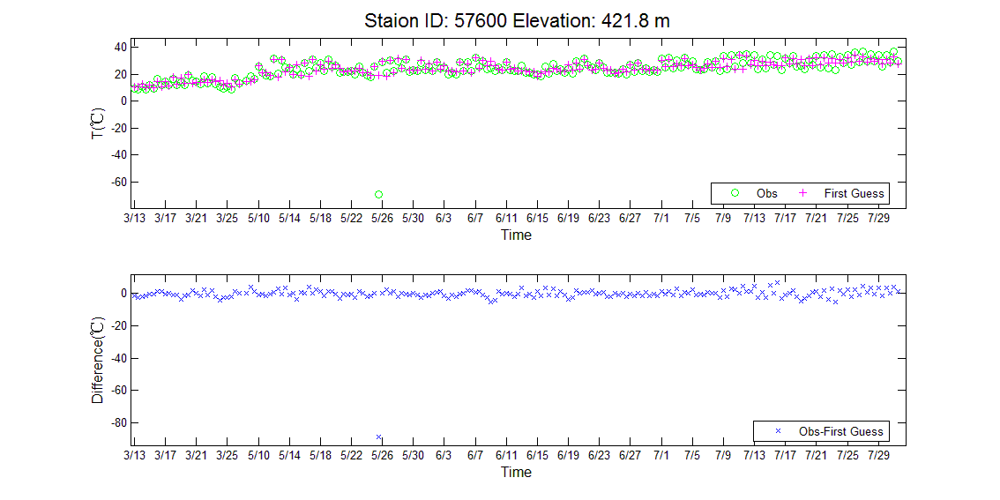 Staion ID: 57600 Elevation: 421.8 m
40
20
0
-20
-40
-60
T(℃)
Obs
First Guess
3/13 3/17 3/21 3/25 5/10 5/14 5/18 5/22 5/26 5/30 6/3 6/7 6/11 6/15 6/19 6/23 6/27 7/1 7/5 7/9 7/13 7/17 7/21 7/25 7/29
Time
0
-20
-40
-60
-80
Difference(℃)
Obs-First Guess
3/13 3/17 3/21 3/25 5/10 5/14 5/18 5/22 5/26 5/30 6/3 6/7 6/11 6/15 6/19 6/23 6/27 7/1 7/5 7/9 7/13 7/17 7/21 7/25 7/29
Time